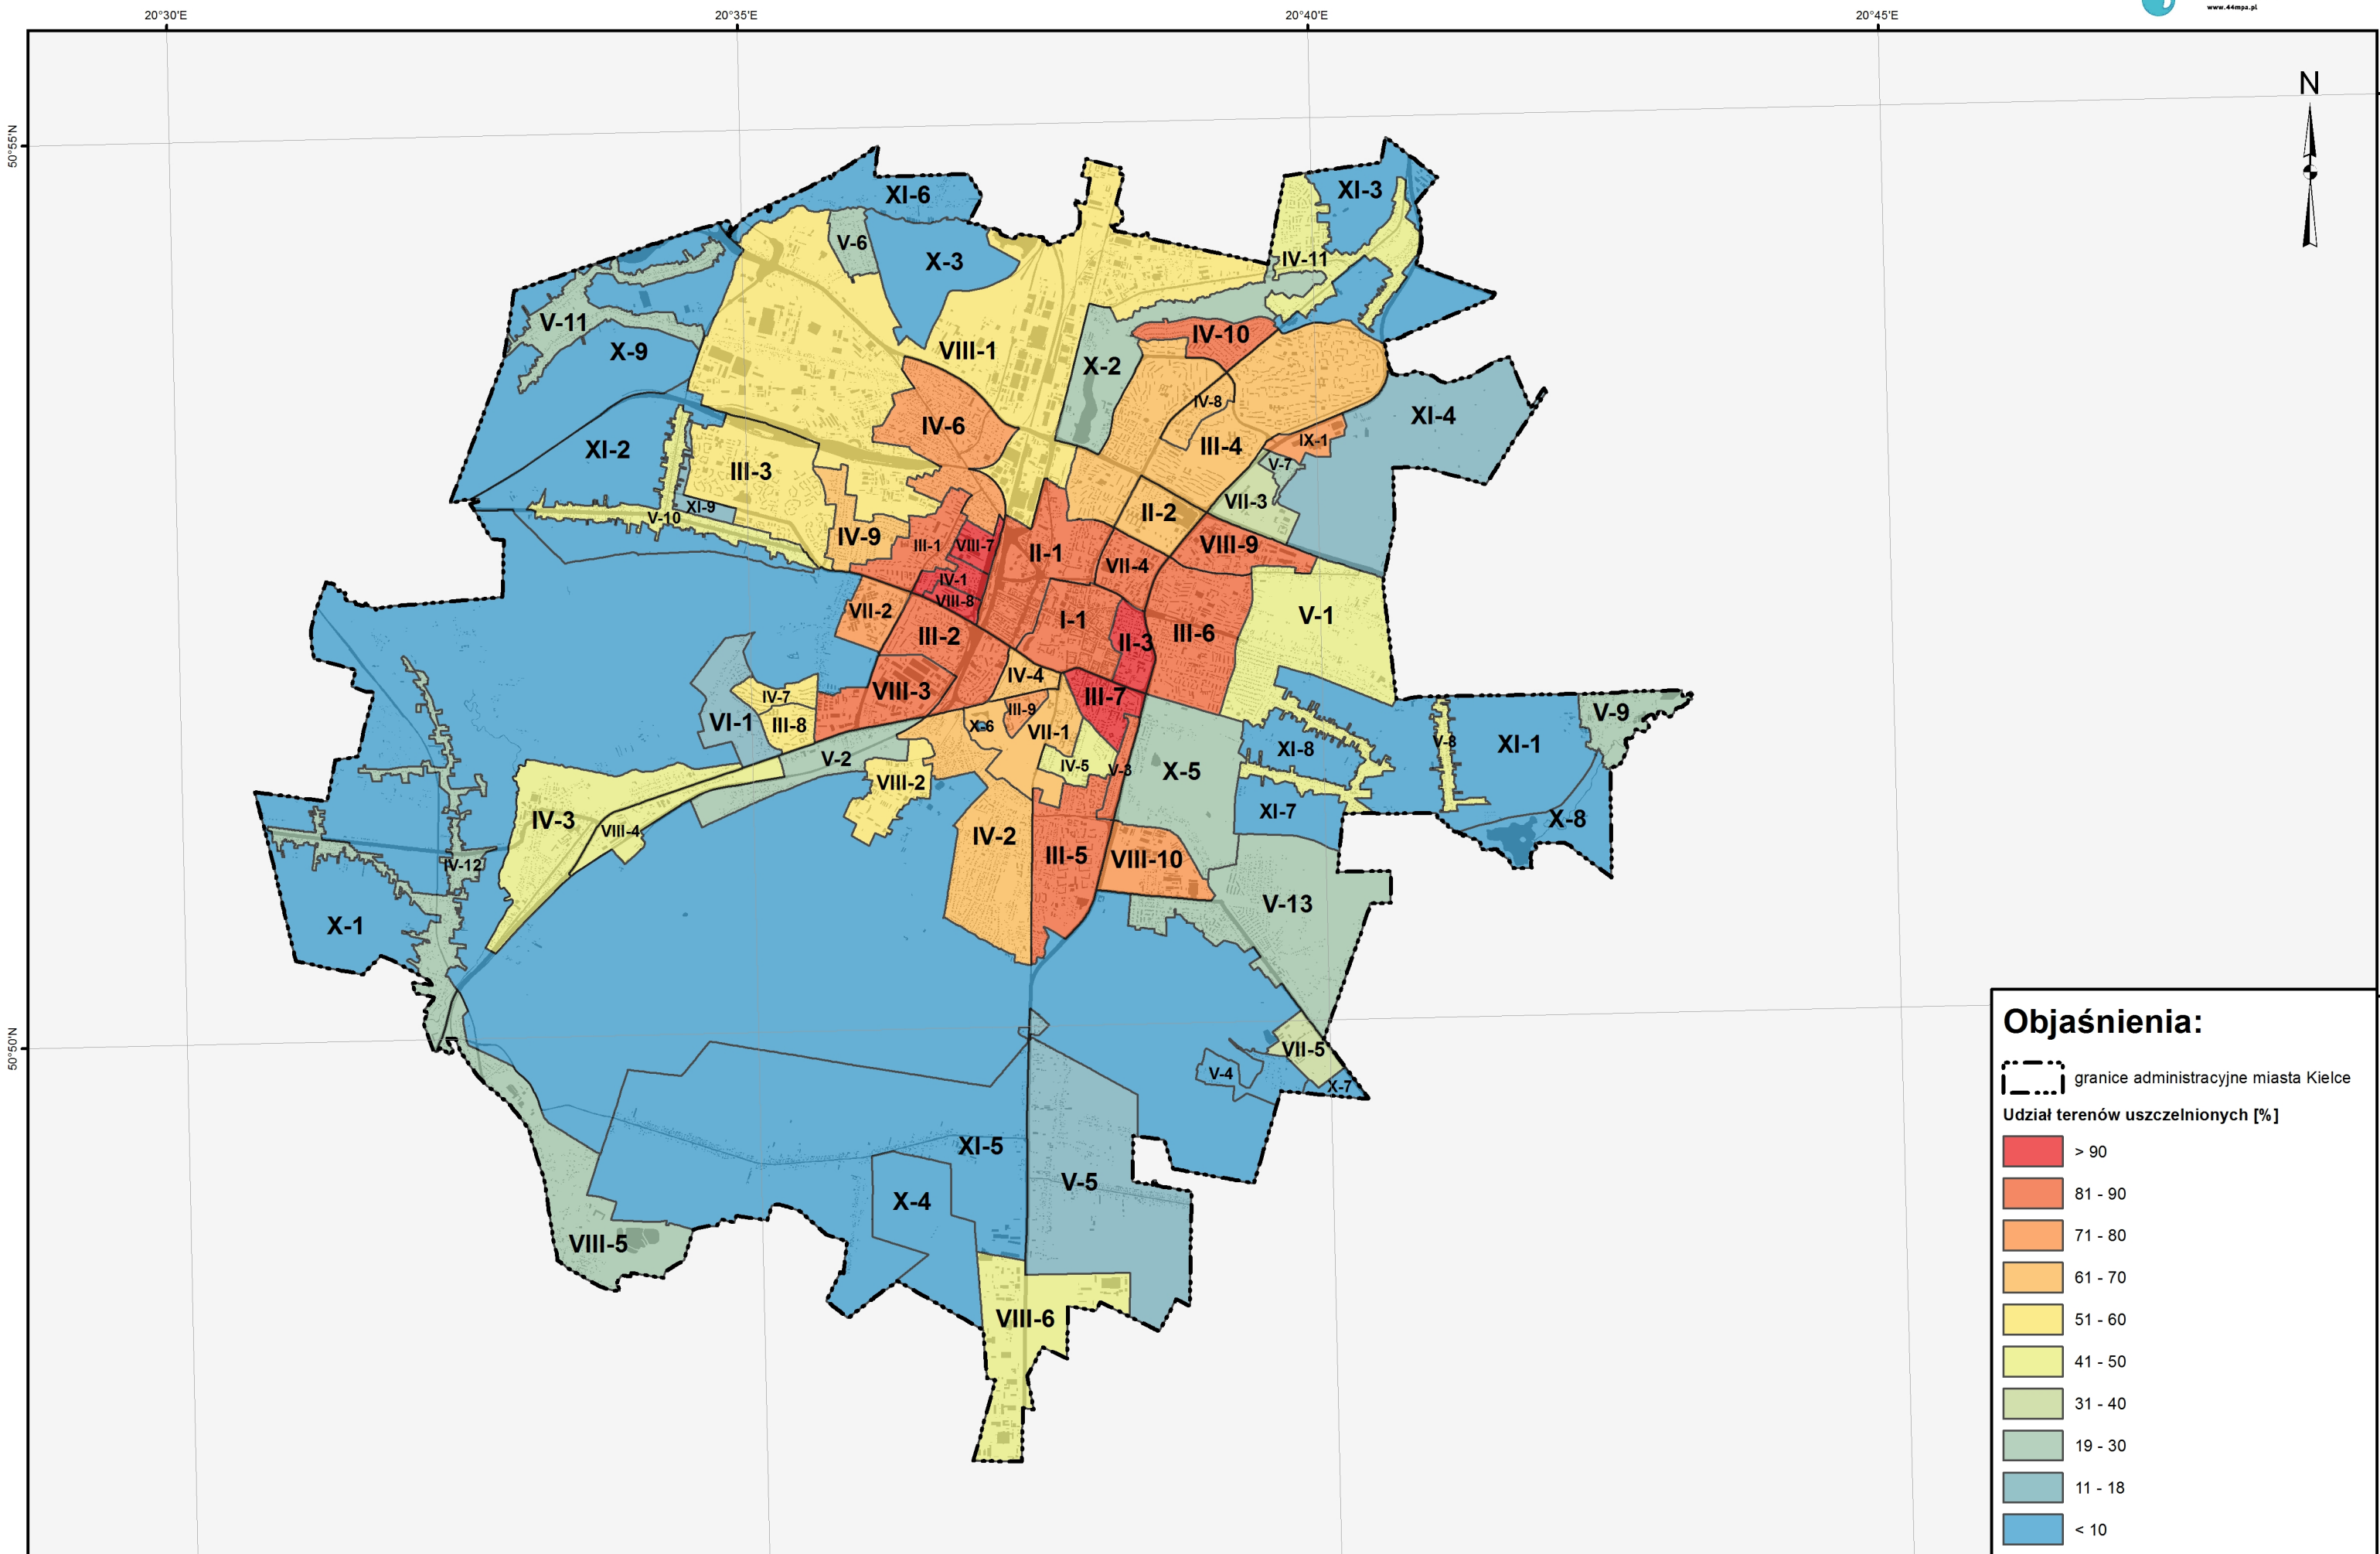 www.44mpa.pl
20°30'E
20°35'E
20°40'E
20°45'E
50°55'N
N
XI-6
XI-3
V-6
X-3
IV-11
V-11
X-9
VIII-1
IV-10
X-2
IV-8
IV-6
XI-4
IX-1
III-4
XI-2
III-3
V-7
VII-3
XI-9
V-10
II-2
IV-9
III-1
VIII-7
II-1
VIII-9
VII-4
IV-1
VIII-8
VII-2
I-1
V-1
III-2
II-3
III-6
IV-4
VIII-3
IV-7
III-7
III-9
V-9
VI-1
III-8
X-6
VII-1
V-8
XI-1
XI-8
V-2
IV-5
V-3
X-5
VIII-2
XI-7
IV-3
VIII-4
X-8
IV-2
III-5
VIII-10
IV-12
V-13
X-1
50°50'N
VII-5
V-4
X-7
XI-5
V-5
X-4
VIII-5
VIII-6
Objaśnienia:
granice administracyjne miasta Kielce
Udział terenów uszczelnionych [%]
> 90
81 - 90
71 - 80
61 - 70
51 - 60
41 - 50
31 - 40
19 - 30
11 - 18
< 10